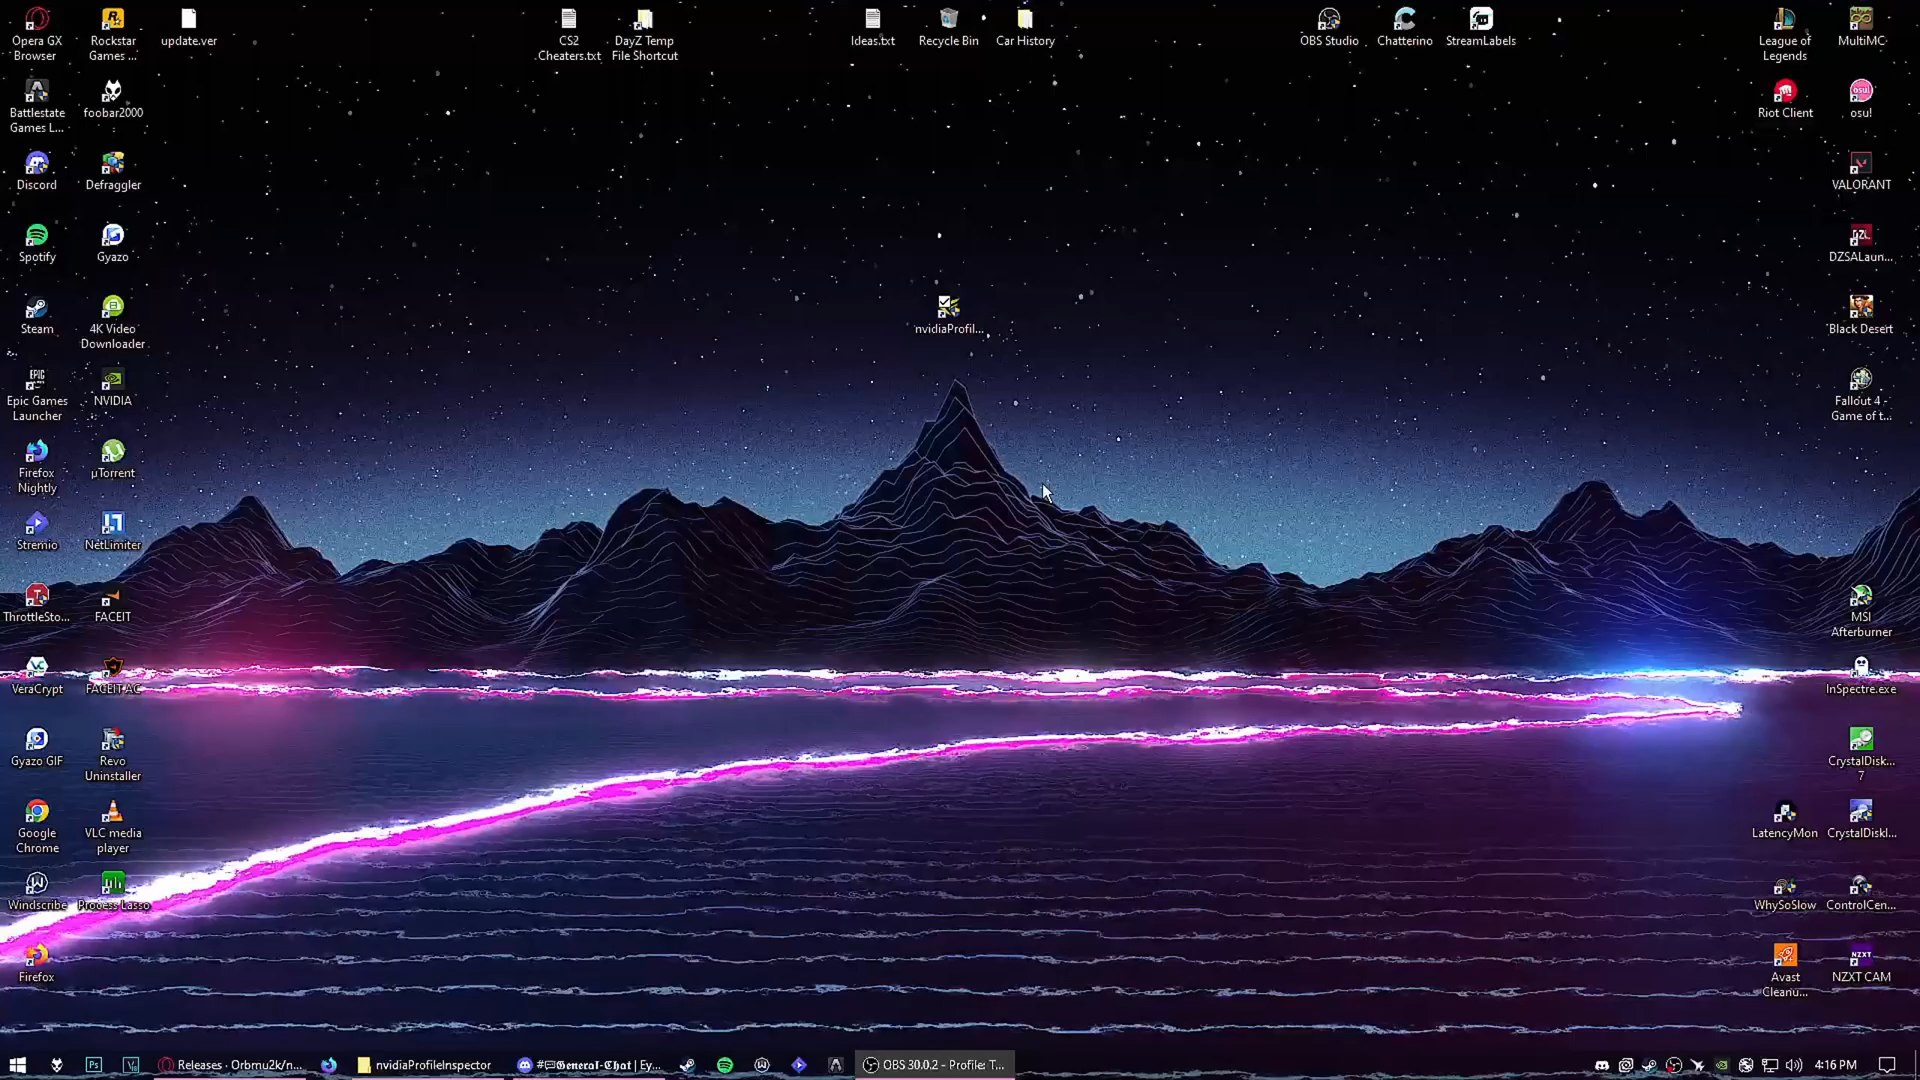 Opera GX
Browser
Rockstar
Games ...
update.ver
CS2
Cheaters.txt
DayZ Temp
File Shortcut
Ideas.txt
Recycle Bin
Car History
OBS Studio
Chatterino
StreamLabels
League of
Legends
MultiMC
Battlestate
Games L...
foobar2000
Riot Client
osu!
osu!
Discord
Defraggler
VALORANT
Spotify
Gyazo
DZSALaun...
Steam
4K Video
Downloader
nvidiaProfil...
Black Desert
EPIC
Epic Games
Launcher
NVIDIA
Fallout 4 -
Game of t...
Firefox
Nightly
µTorrent
Stremio
NetLimiter
ThrottleSto...
FACEIT
MSI
Afterburner
VeraCrypt
FACEIT AC
InSpectre.exe
Gyazo GIF
Revo
Uninstaller
CrystalDisk...
7
Google
Chrome
VLC media
player
LatencyMon
CrystalDiskI...
Windscribe
Process Lasso
WhySoSlow
ControlCen...
Firefox
Avast
Cleanu...
NZXT
NZXT CAM
Ps
Releases · Orbmu2k/n...
nvidiaProfileInspector
#𝕲𝖊𝖓𝖊𝖗𝖆𝖑-𝕮𝖍𝖆𝖙 | Ey...
OBS 30.0.2 - Profile: T...
4:16 PM